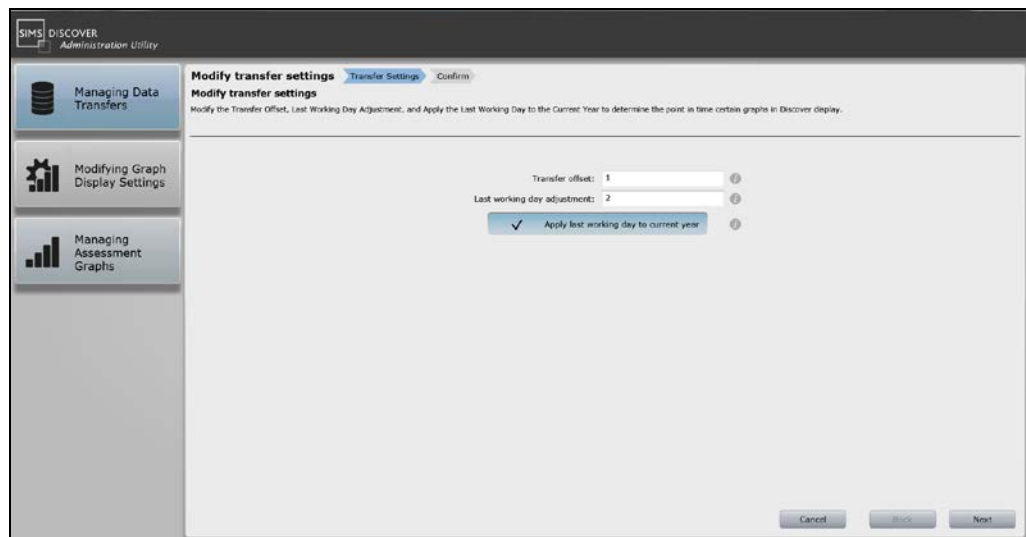 SIMS DISCOVER
Administration Utility
Managing Data
Transfers
Modifying Graph
Display Settings
Managing
Assessment
Graphs
Modify transfer settings Transfer Settings Confirm
Modify transfer settings
Modify the Transfer Offset, Last Working Day Adjustment, and Apply the Last Working Day to the Current Year to determine the point in time certain graphs in Discover display.
Transfer offset: 1
Last working day adjustment: 2
✓ Apply last working day to current year
Cancel Back Next